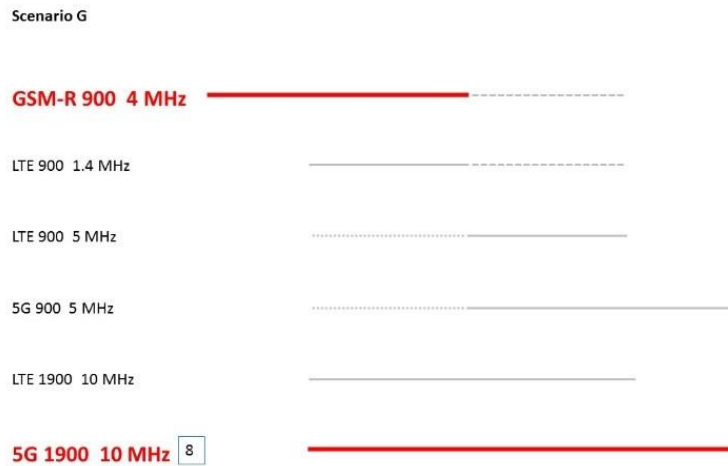 Scenario G
GSM-R 900 4 MHz
LTE 900 1.4 MHz
LTE 900 5 MHz
5G 900 5 MHz
LTE 1900 10 MHz
5G 1900 10 MHz 8